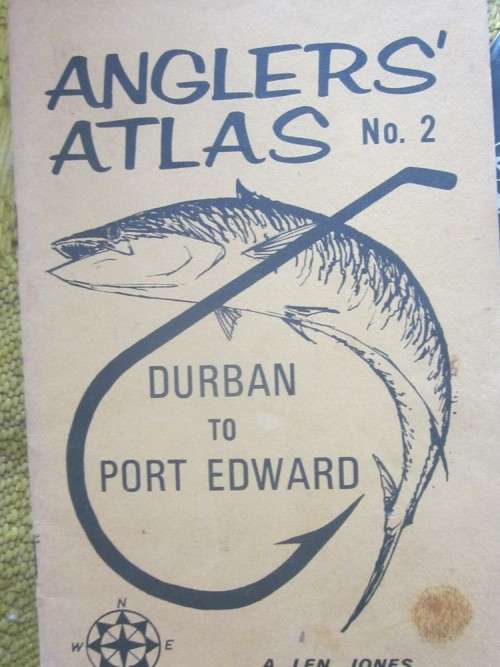 ANGLERS'
ATLAS No. 2
DURBAN
TO
PORT EDWARD
N
W E
A LEN JONES